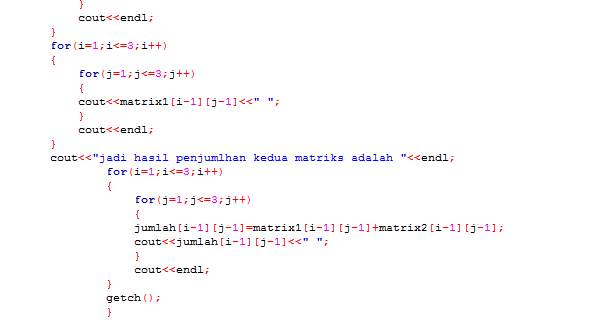 }
cout<<endl;
}
for(i=1;i<=3;i++)
{
for(j=1;j<=3;j++)
{
cout<<matrix1[i-1][j-1]<<" ";
}
cout<<endl;
}
cout<<"jadi hasil penjumlhan kedua matriks adalah "<<endl;
for(i=1;i<=3;i++)
{
for(j=1;j<=3;j++)
{
jumlah[i-1][j-1]=matrix1[i-1][j-1]+matrix2[i-1][j-1];
cout<<jumlah[i-1][j-1]<<" ";
}
cout<<endl;
}
getch();
}